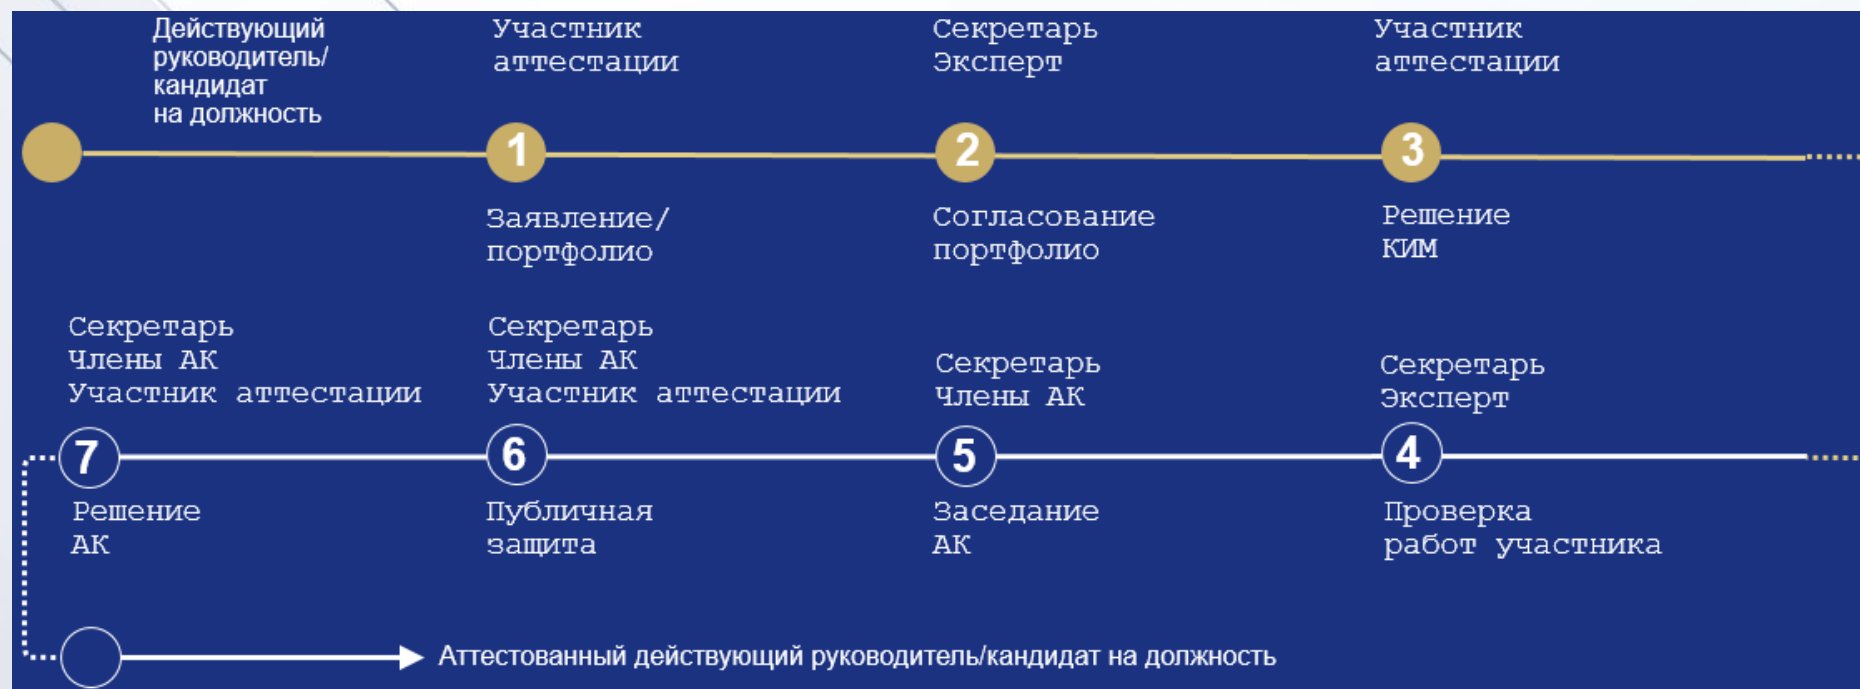 Действующий
руководитель/
кандидат
на должность
Участник
аттестации
Секретарь
Эксперт
Участник
аттестации
1
2
3
Заявление/
портфолио
Согласование
портфолио
Решение
КИМ
Секретарь
Члены АК
Участник аттестации
Секретарь
Члены АК
Участник аттестации
Секретарь
Члены АК
Секретарь
Эксперт
7
6
5
4
Решение
АК
Публичная
защита
Заседание
АК
Проверка
работ участника
Аттестованный действующий руководитель/кандидат на должность